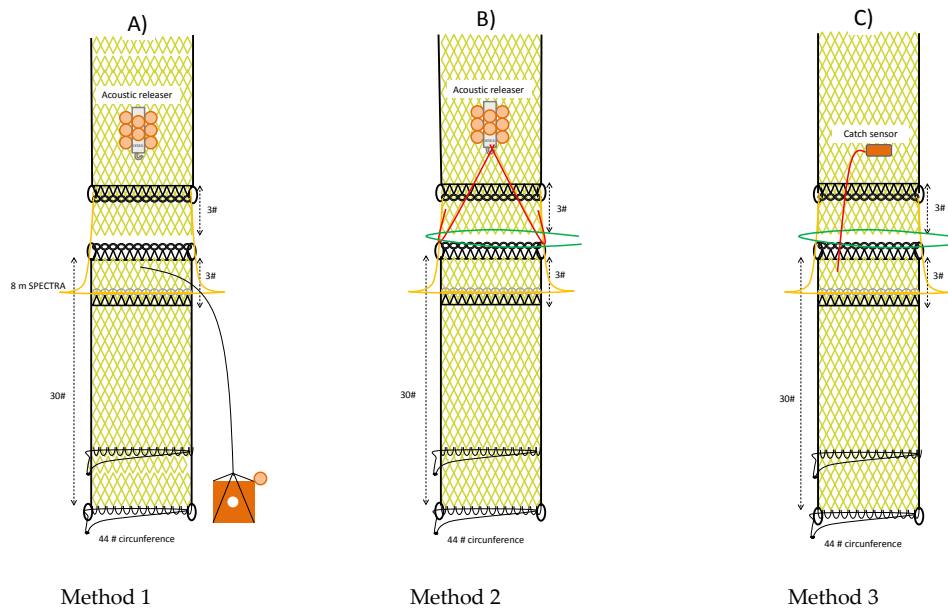 A)
B)
C)
Acoustic releaser
Acoustic releaser
Catch sensor
3#
3#
3#
3#
3#
3#
8 m SPECTRA
30#
30#
30#
44 # circumference
44 # circumference
44 # circumference
Method 1
Method 2
Method 3